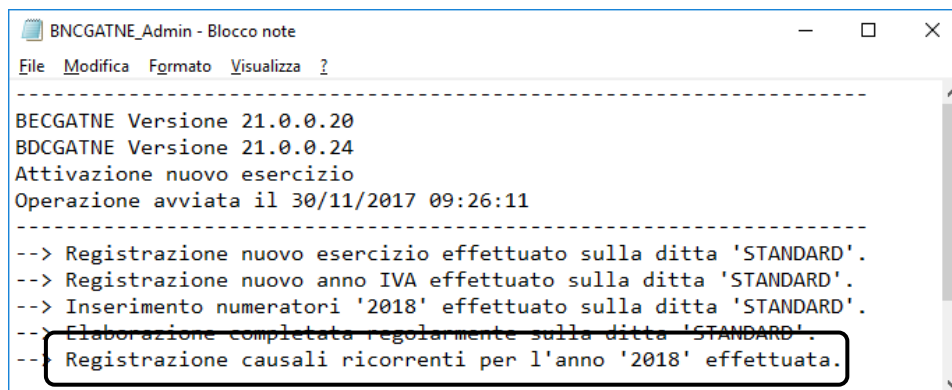 BNCGATNE_Admin - Blocco note
File Modifica Formato Visualizza ?
-----------------------------------------------------------------------
BECGATNE Versione 21.0.0.20
BDCGATNE Versione 21.0.0.24
Attivazione nuovo esercizio
Operazione avviata il 30/11/2017 09:26:11
-----------------------------------------------------------------------
--> Registrazione nuovo esercizio effettuato sulla ditta 'STANDARD'.
--> Registrazione nuovo anno IVA effettuato sulla ditta 'STANDARD'.
--> Inserimento numeratori '2018' effettuato sulla ditta 'STANDARD'.
--> Elaborazione completata regolarmente sulla ditta 'STANDARD'.
--> Registrazione causali ricorrenti per l'anno '2018' effettuata.